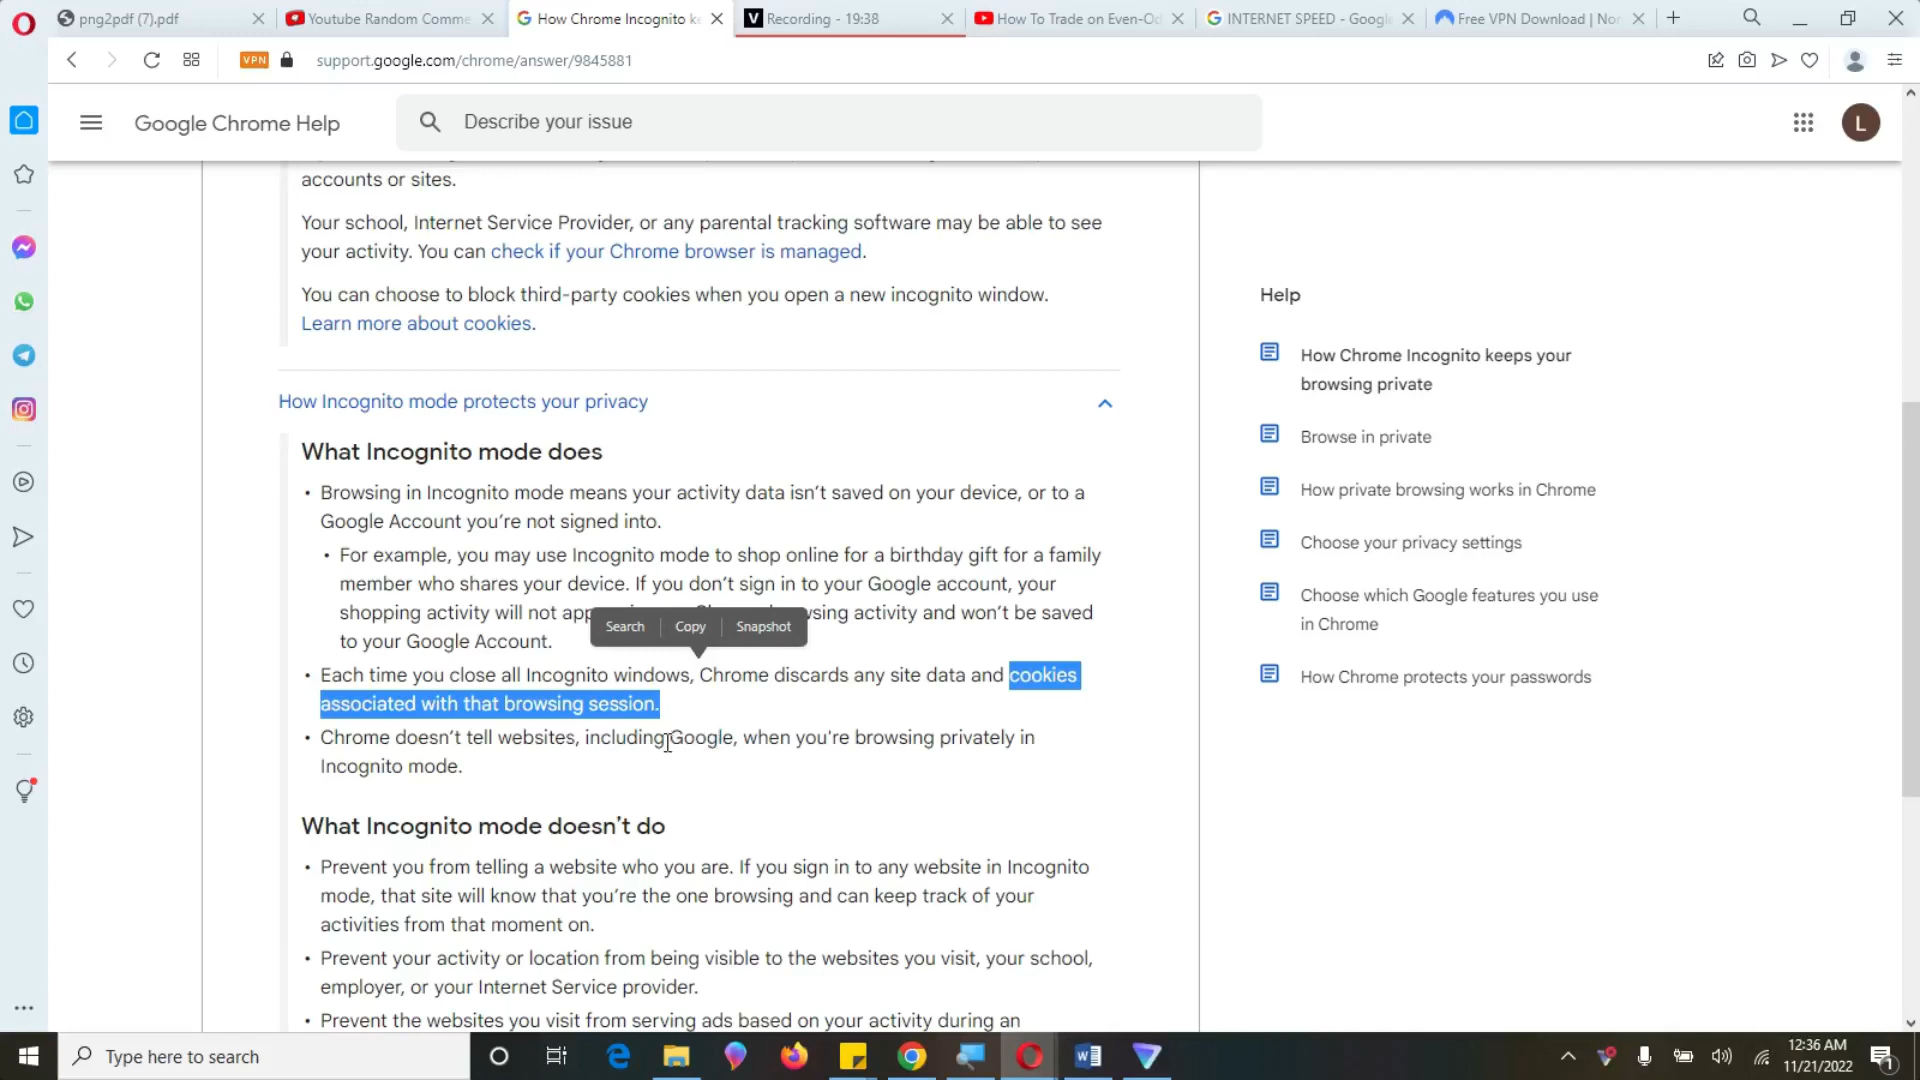 png2pdf (7).pdf
Youtube Random Comme
How Chrome Incognito ke
Recording - 19:38
How To Trade on Even-Od
INTERNET SPEED - Google
Free VPN Download | Nor
VPN
support.google.com/chrome/answer/9845881
Google Chrome Help
Describe your issue
L
accounts or sites.
Your school, Internet Service Provider, or any parental tracking software may be able to see
your activity. You can check if your Chrome browser is managed.
You can choose to block third-party cookies when you open a new incognito window.
Learn more about cookies.
How Incognito mode protects your privacy
What Incognito mode does
• Browsing in Incognito mode means your activity data isn’t saved on your device, or to a
Google Account you’re not signed into.
• For example, you may use Incognito mode to shop online for a birthday gift for a family
member who shares your device. If you don’t sign in to your Google account, your
shopping activity will not app
wsing activity and won’t be saved
to your Google Account.
Search
Copy
Snapshot
• Each time you close all Incognito windows, Chrome discards any site data and cookies
associated with that browsing session.
• Chrome doesn’t tell websites, including Google, when you're browsing privately in
Incognito mode.
What Incognito mode doesn’t do
• Prevent you from telling a website who you are. If you sign in to any website in Incognito
mode, that site will know that you’re the one browsing and can keep track of your
activities from that moment on.
• Prevent your activity or location from being visible to the websites you visit, your school,
employer, or your Internet Service provider.
• Prevent the websites you visit from serving ads based on your activity during an
Help
How Chrome Incognito keeps your
browsing private
Browse in private
How private browsing works in Chrome
Choose your privacy settings
Choose which Google features you use
in Chrome
How Chrome protects your passwords
Type here to search
12:36 AM
11/21/2022
1